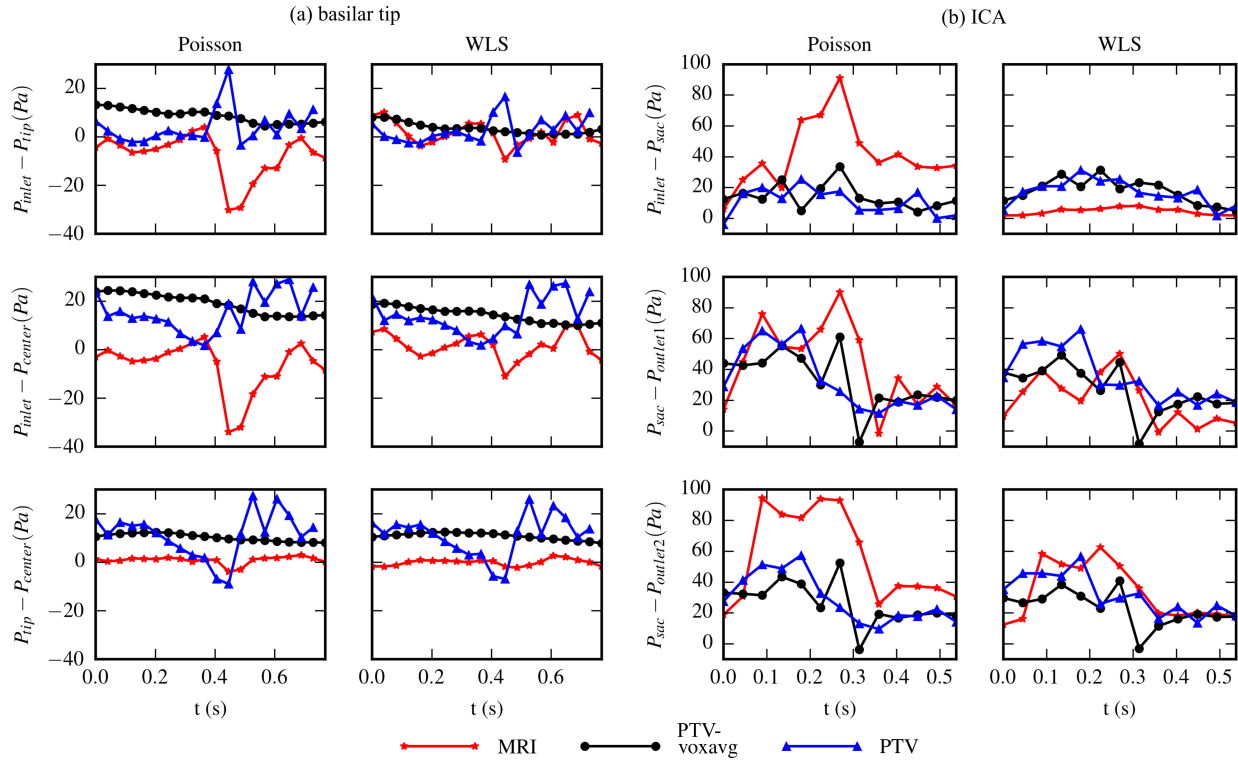 (a) basilar tip
(b) ICA
Poisson
WLS
Poisson
WLS
P_inlet − P_tip (Pa)
20
0
−20
−40
P_inlet − P_sac (Pa)
100
80
60
40
20
0
P_inlet − P_center (Pa)
20
0
−20
−40
P_sac − P_outlet1 (Pa)
100
80
60
40
20
0
P_tip − P_center (Pa)
20
0
−20
−40
P_sac − P_outlet2 (Pa)
100
80
60
40
20
0
0.0 0.2 0.4 0.6
0.0 0.2 0.4 0.6
0.0 0.1 0.2 0.3 0.4 0.5
0.0 0.1 0.2 0.3 0.4 0.5
t (s)
t (s)
t (s)
t (s)
MRI
PTV-
voxavg
PTV